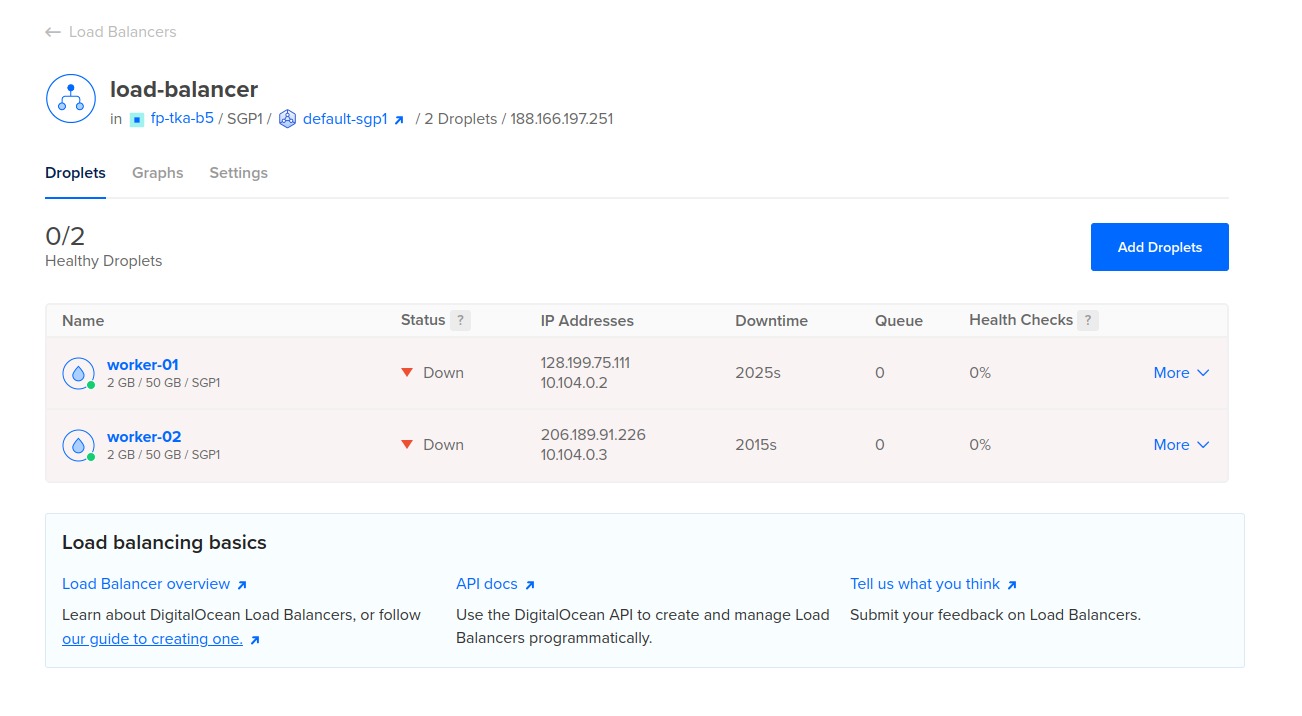 ← Load Balancers
load-balancer
in fp-tka-b5 / SGP1 / default-sgp1 / 2 Droplets / 188.166.197.251
Droplets Graphs Settings
0/2
Healthy Droplets
Add Droplets
Name Status ? IP Addresses Downtime Queue Health Checks ?
worker-01
2 GB / 50 GB / SGP1
Down
128.199.75.111
10.104.0.2
2025s 0 0% More
worker-02
2 GB / 50 GB / SGP1
Down
206.189.91.226
10.104.0.3
2015s 0 0% More
Load balancing basics
Load Balancer overview
Learn about DigitalOcean Load Balancers, or follow
our guide to creating one.
API docs
Use the DigitalOcean API to create and manage Load
Balancers programmatically.
Tell us what you think
Submit your feedback on Load Balancers.